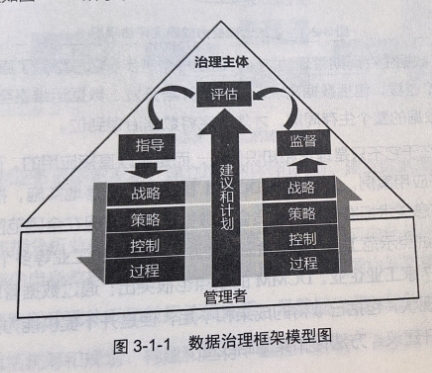 治理主体
评估
指导
监督
建议和计划
战略
策略
控制
过程
战略
策略
控制
过程
管理者
图 3-1-1 数据治理框架模型图